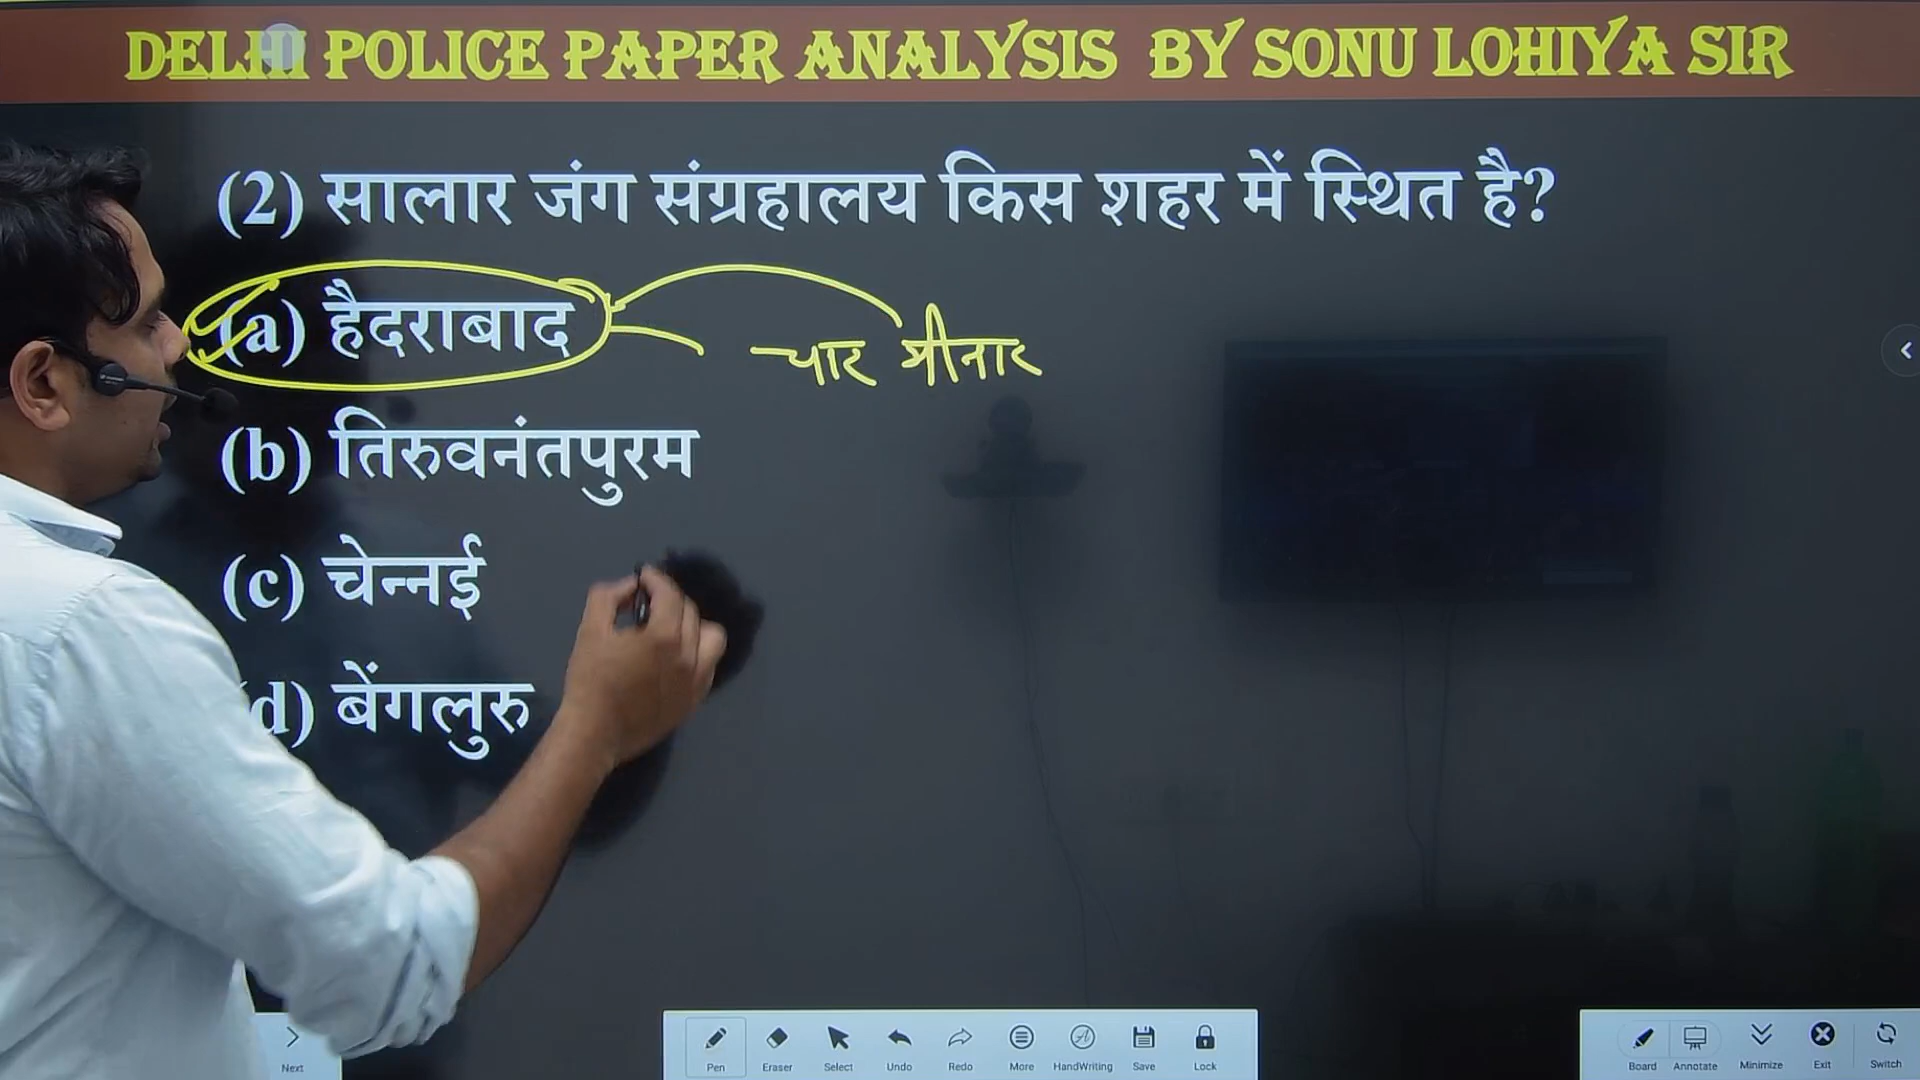 DELHI POLICE PAPER ANALYSIS BY SONU LOHIYA SIR
(2) सालार जंग संग्रहालय किस शहर में स्थित है?
(a) हैदराबाद
चार मीनार
(b) तिरुवनंतपुरम
(c) चेन्नई
(d) बेंगलुरु
Next
Pen Eraser Select Undo Redo More HandWriting Save Lock
Board Annotate Minimize Exit Switch